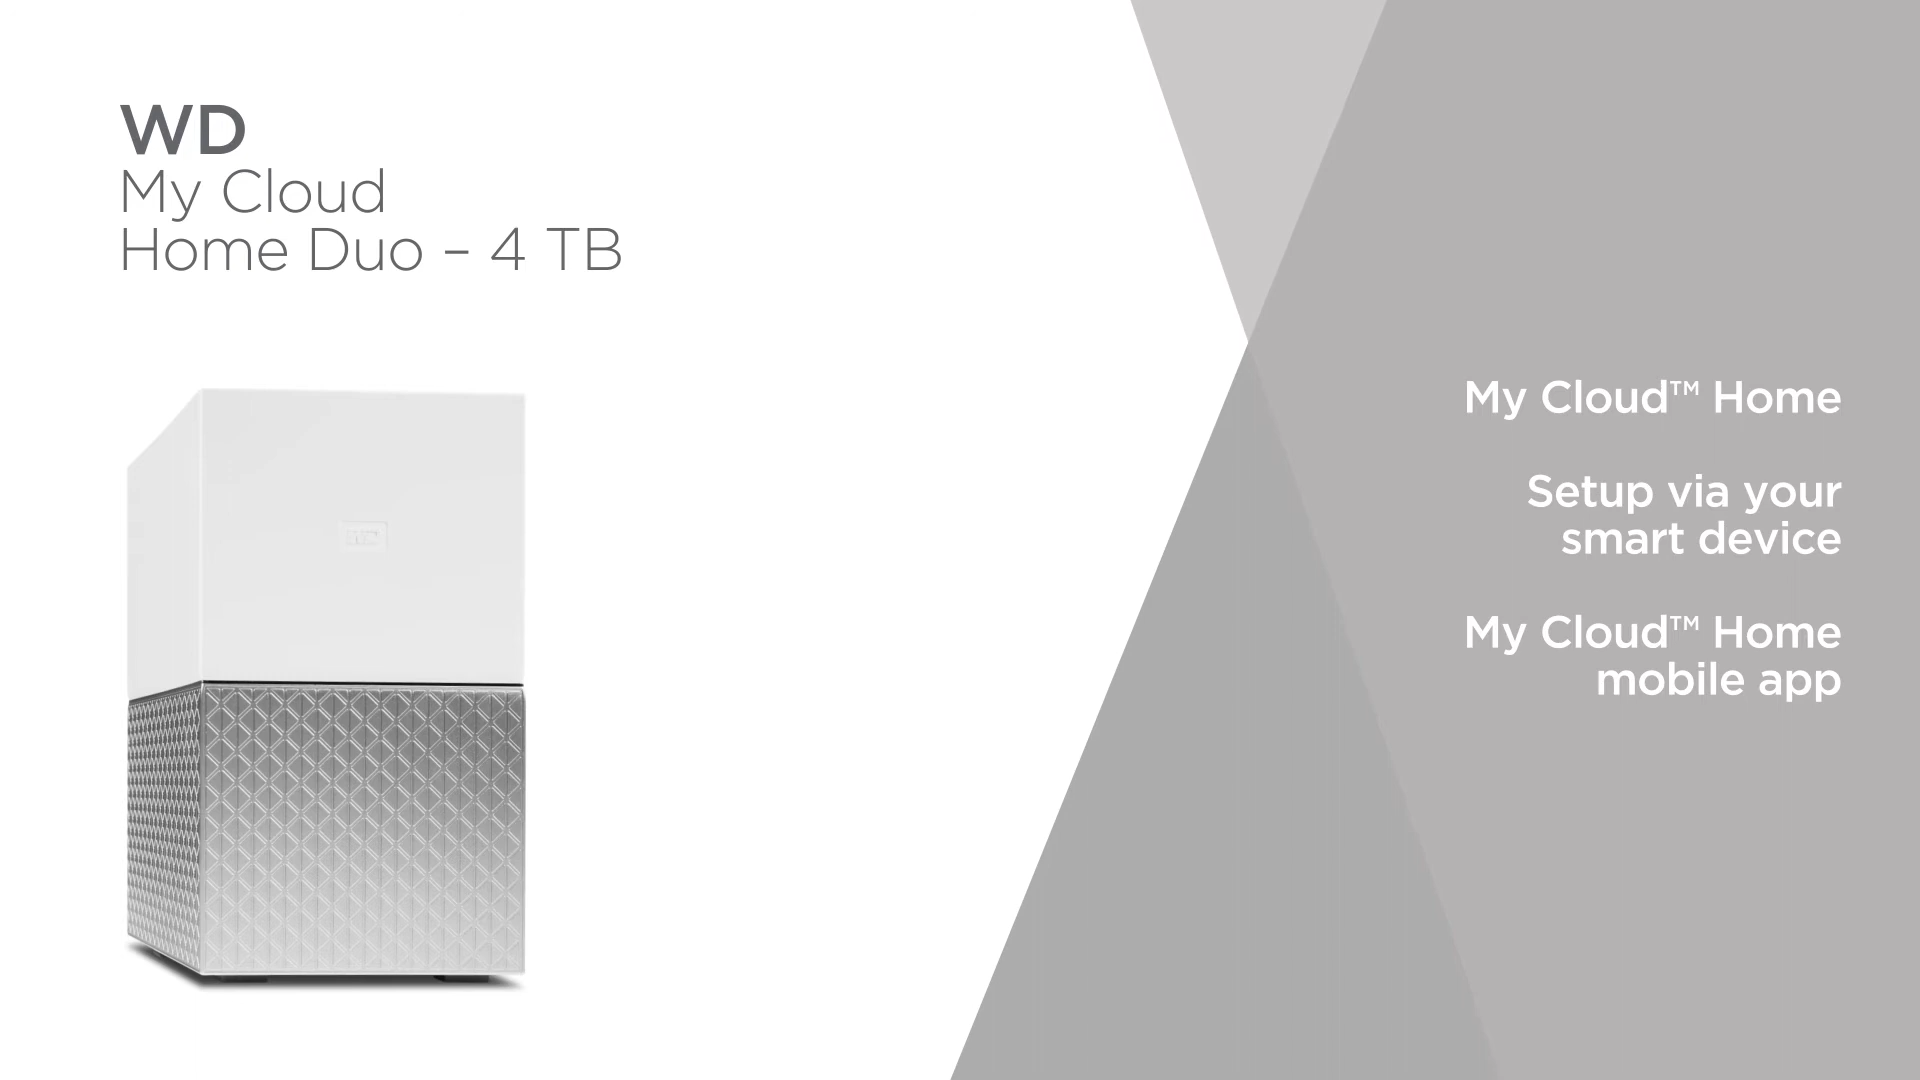 WD
My Cloud
Home Duo – 4 TB
My Cloud™ Home
Setup via your
smart device
My Cloud™ Home
mobile app